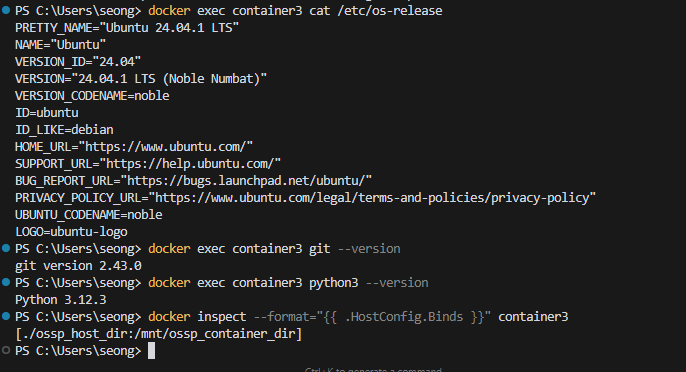 PS C:\Users\seong> docker exec container3 cat /etc/os-release
PRETTY_NAME="Ubuntu 24.04.1 LTS"
NAME="Ubuntu"
VERSION_ID="24.04"
VERSION="24.04.1 LTS (Noble Numbat)"
VERSION_CODENAME=noble
ID=ubuntu
ID_LIKE=debian
HOME_URL="https://www.ubuntu.com/"
SUPPORT_URL="https://help.ubuntu.com/"
BUG_REPORT_URL="https://bugs.launchpad.net/ubuntu/"
PRIVACY_POLICY_URL="https://www.ubuntu.com/legal/terms-and-policies/privacy-policy"
UBUNTU_CODENAME=noble
LOGO=ubuntu-logo
PS C:\Users\seong> docker exec container3 git --version
git version 2.43.0
PS C:\Users\seong> docker exec container3 python3 --version
Python 3.12.3
PS C:\Users\seong> docker inspect --format="{{ .HostConfig.Binds }}" container3
[./ossp_host_dir:/mnt/ossp_container_dir]
PS C:\Users\seong>
Ctrl+K to generate a command